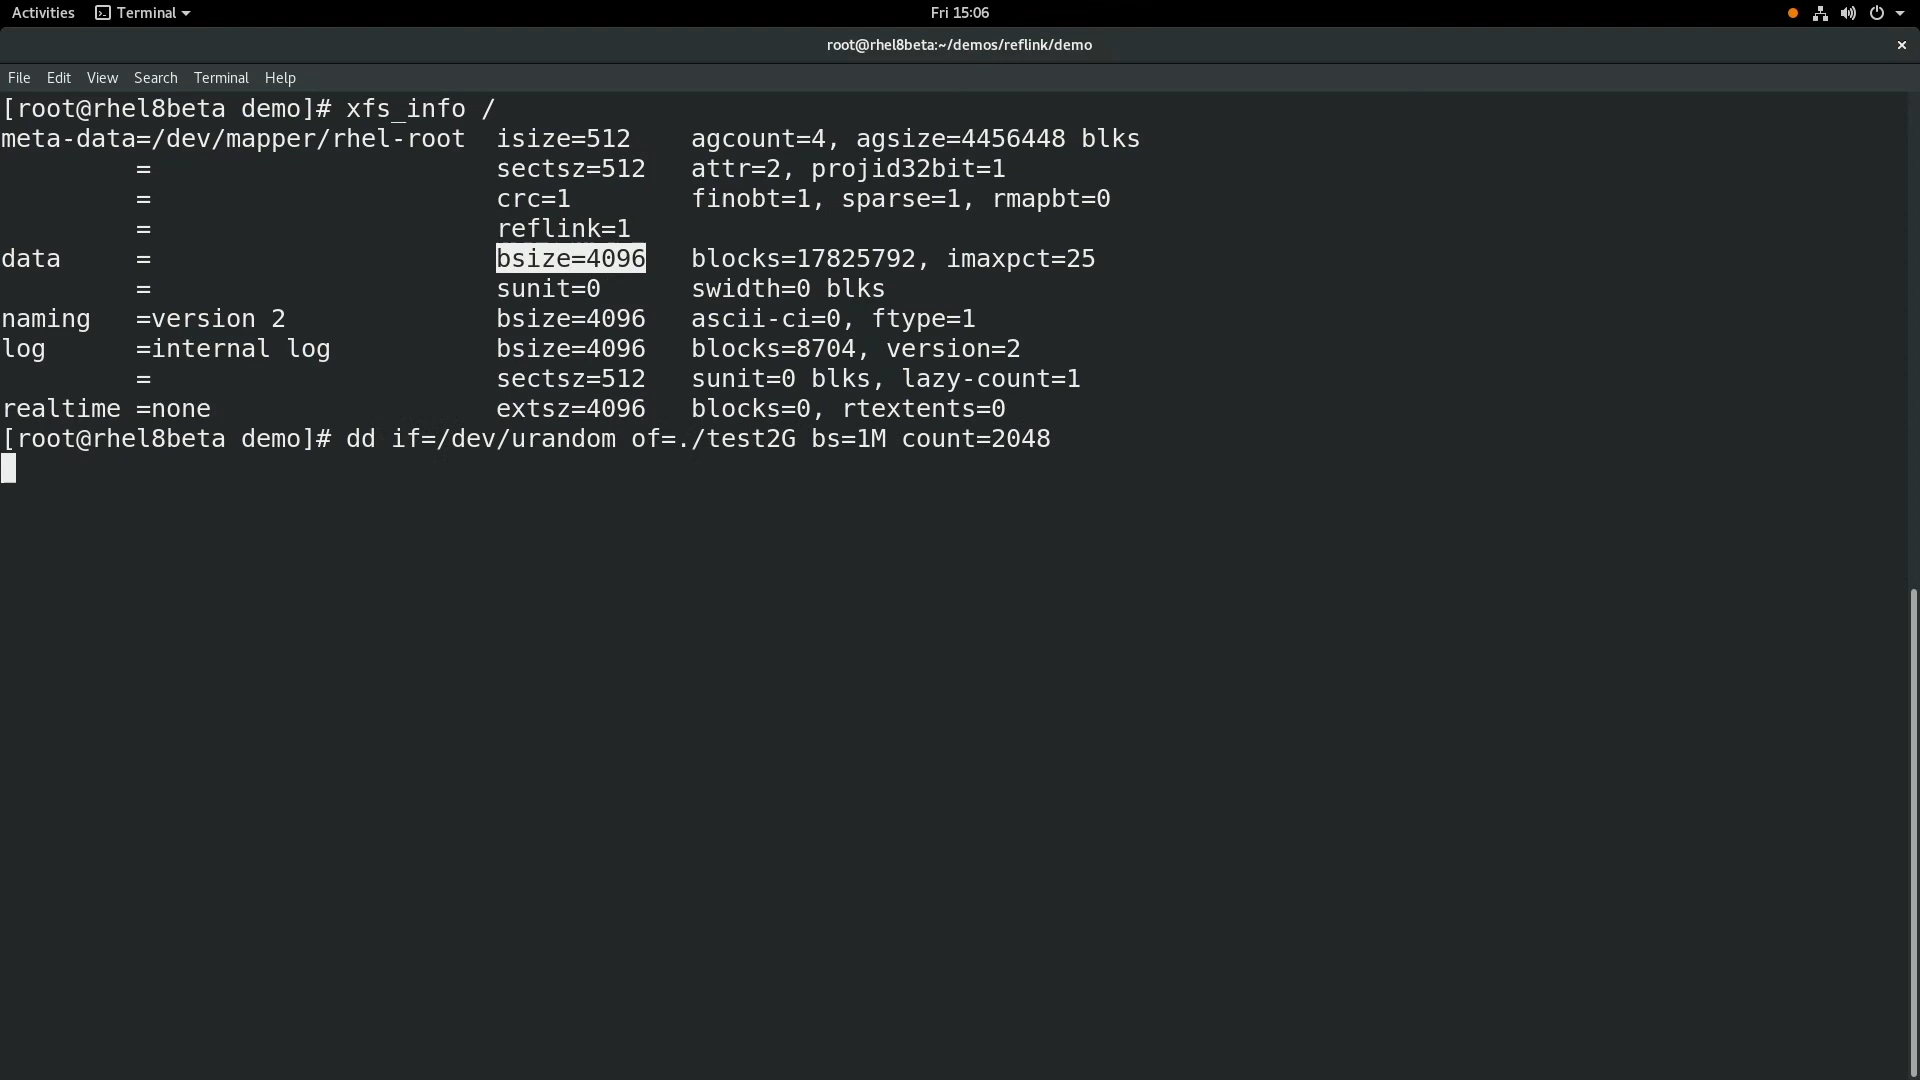 Activities Terminal Fri 15:06
root@rhel8beta:~/demos/reflink/demo
File Edit View Search Terminal Help
[root@rhel8beta demo]# xfs_info /
meta-data=/dev/mapper/rhel-root  isize=512    agcount=4, agsize=4456448 blks
         =                       sectsz=512   attr=2, projid32bit=1
         =                       crc=1        finobt=1, sparse=1, rmapbt=0
         =                       reflink=1
data     =                       bsize=4096   blocks=17825792, imaxpct=25
         =                       sunit=0      swidth=0 blks
naming   =version 2              bsize=4096   ascii-ci=0, ftype=1
log      =internal log           bsize=4096   blocks=8704, version=2
         =                       sectsz=512   sunit=0 blks, lazy-count=1
realtime =none                   extsz=4096   blocks=0, rtextents=0
[root@rhel8beta demo]# dd if=/dev/urandom of=./test2G bs=1M count=2048